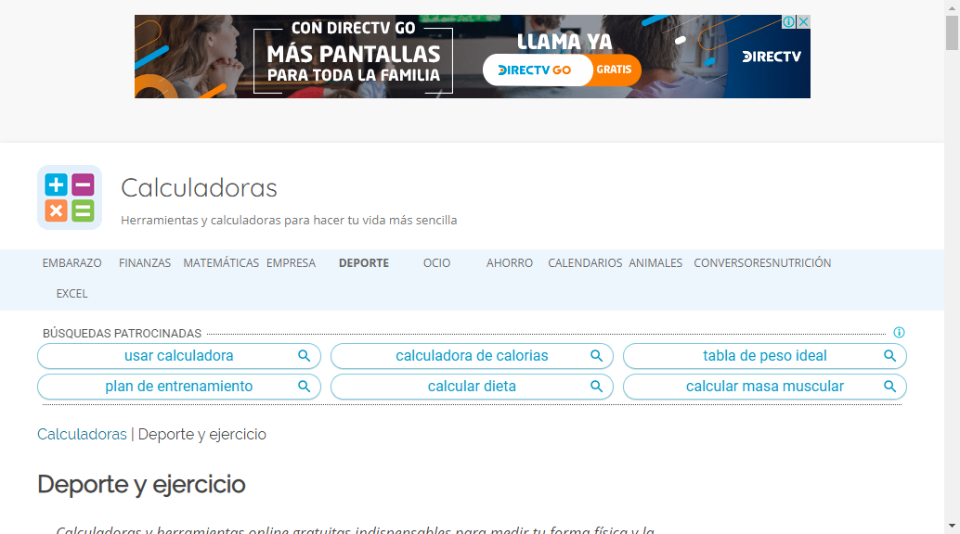 CON DIRECTV GO
MÁS PANTALLAS
PARA TODA LA FAMILIA
LLAMA YA
DIRECTV GO GRATIS
DIRECTV
Calculadoras
Herramientas y calculadoras para hacer tu vida más sencilla
EMBARAZO FINANZAS MATEMÁTICAS EMPRESA DEPORTE OCIO AHORRO CALENDARIOS ANIMALES CONVERSORESNUTRICIÓN
EXCEL
BÚSQUEDAS PATROCINADAS
usar calculadora calculadora de calorias tabla de peso ideal
plan de entrenamiento calcular dieta calcular masa muscular
Calculadoras | Deporte y ejercicio
Deporte y ejercicio
Calculadoras y herramientas online gratuitas indispensables para medir tu forma física y la